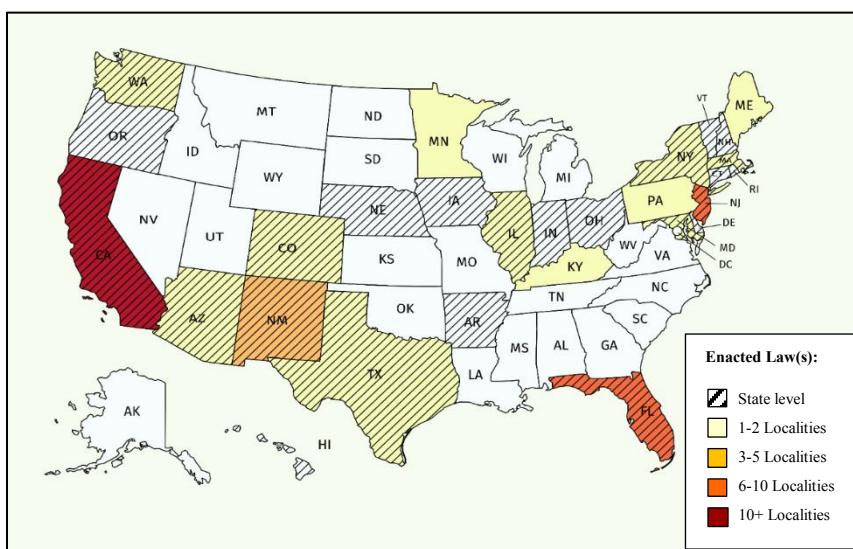 WA
MT
ND
MN
VT
ME
OR
ID
SD
WI
MI
NH
NY
MA
CT
RI
WY
NE
IA
PA
NJ
NV
UT
CO
IL
IN
OH
DE
MD
DC
CA
KS
MO
WV
VA
KY
AZ
NM
OK
AR
TN
NC
SC
TX
LA
MS
AL
GA
FL
AK
HI
Enacted Law(s):
State level
1-2 Localities
3-5 Localities
6-10 Localities
10+ Localities